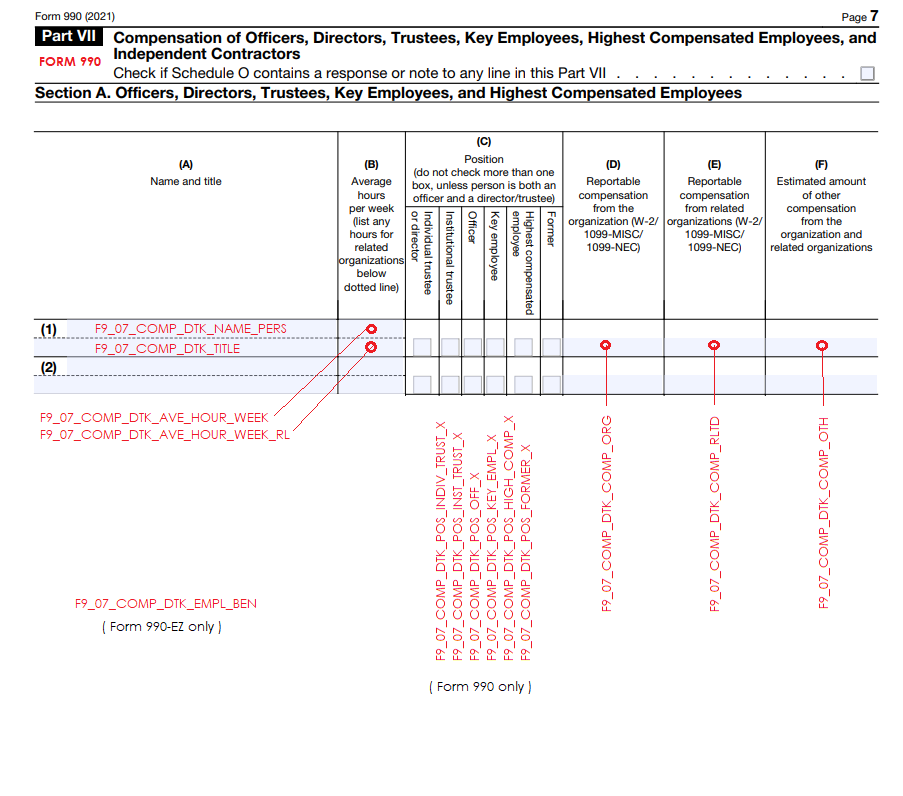 Form 990 (2021) Page 7
Part VII Compensation of Officers, Directors, Trustees, Key Employees, Highest Compensated Employees, and
FORM 990 Independent Contractors
Check if Schedule O contains a response or note to any line in this Part VII . . . . . . . . . . . . .
Section A. Officers, Directors, Trustees, Key Employees, and Highest Compensated Employees
(A)
Name and title
(B)
Average
hours
per week
(list any
hours for
related
organizations
below
dotted line)
(C)
Position
(do not check more than one
box, unless person is both an
officer and a director/trustee)
Individual trustee
or director
Institutional trustee
Officer
Key employee
Highest compensated
employee
Former
(D)
Reportable
compensation
from the
organization (W-2/
1099-MISC/
1099-NEC)
(E)
Reportable
compensation
from related
organizations (W-2/
1099-MISC/
1099-NEC)
(F)
Estimated amount
of other
compensation
from the
organization and
related organizations
(1) F9_07_COMP_DTK_NAME_PERS
F9_07_COMP_DTK_TITLE
(2)
F9_07_COMP_DTK_AVE_HOUR_WEEK
F9_07_COMP_DTK_AVE_HOUR_WEEK_RL
F9_07_COMP_DTK_POS_INDIV_TRUST_X
F9_07_COMP_DTK_POS_INST_TRUST_X
F9_07_COMP_DTK_POS_OFF_X
F9_07_COMP_DTK_POS_KEY_EMPL_X
F9_07_COMP_DTK_POS_HIGH_COMP_X
F9_07_COMP_DTK_POS_FORMER_X
F9_07_COMP_DTK_COMP_ORG
F9_07_COMP_DTK_COMP_RLTD
F9_07_COMP_DTK_COMP_OTH
F9_07_COMP_DTK_EMPL_BEN
( Form 990-EZ only )
( Form 990 only )